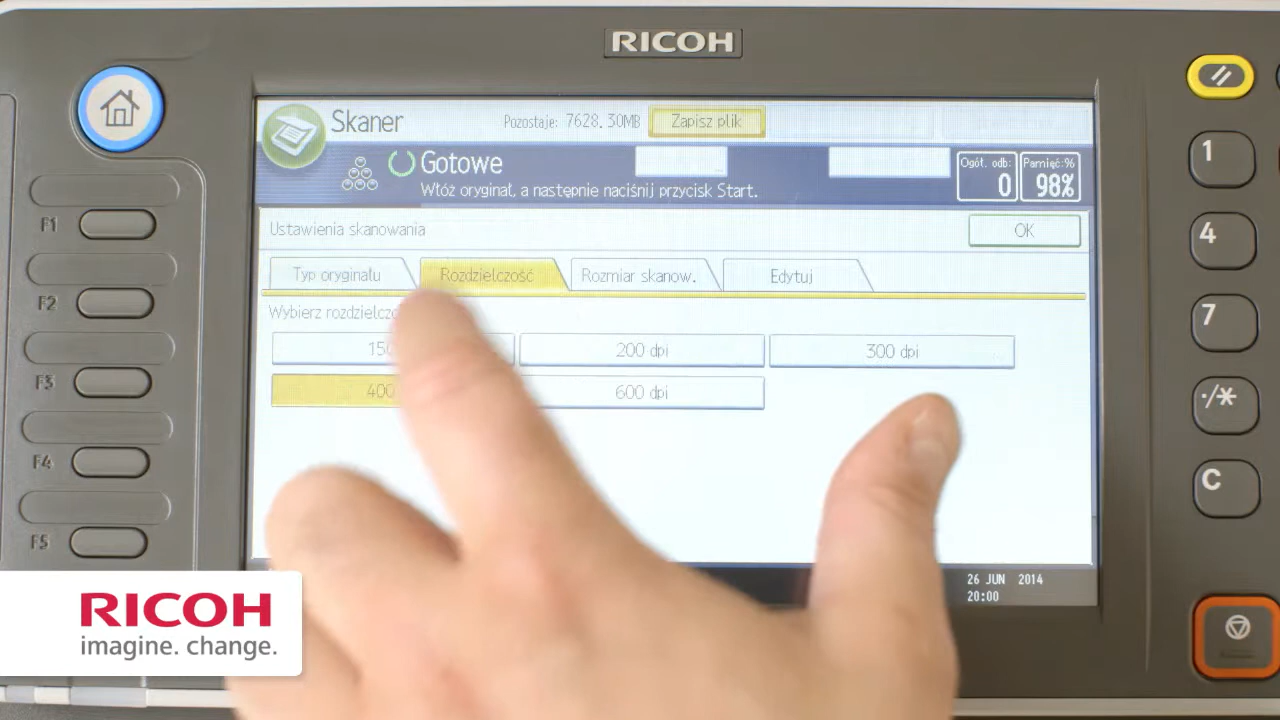 RICOH
Skaner
Pozostaje: 7628.30MB
Zapisz plik
Gotowe
Włóż oryginał, a następnie naciśnij przycisk Start.
Ogół. odb:
0
Pamięć:%
98%
Ustawienia skanowania
OK
Typ oryginału
Rozdzielczość
Rozmiar skanow.
Edytuj
Wybierz
200 dpi
300 dpi
400
600 dpi
26 JUN 2014
20:00
F1
F2
F3
F4
F5
1
4
7
./*
C
RICOH
imagine. change.